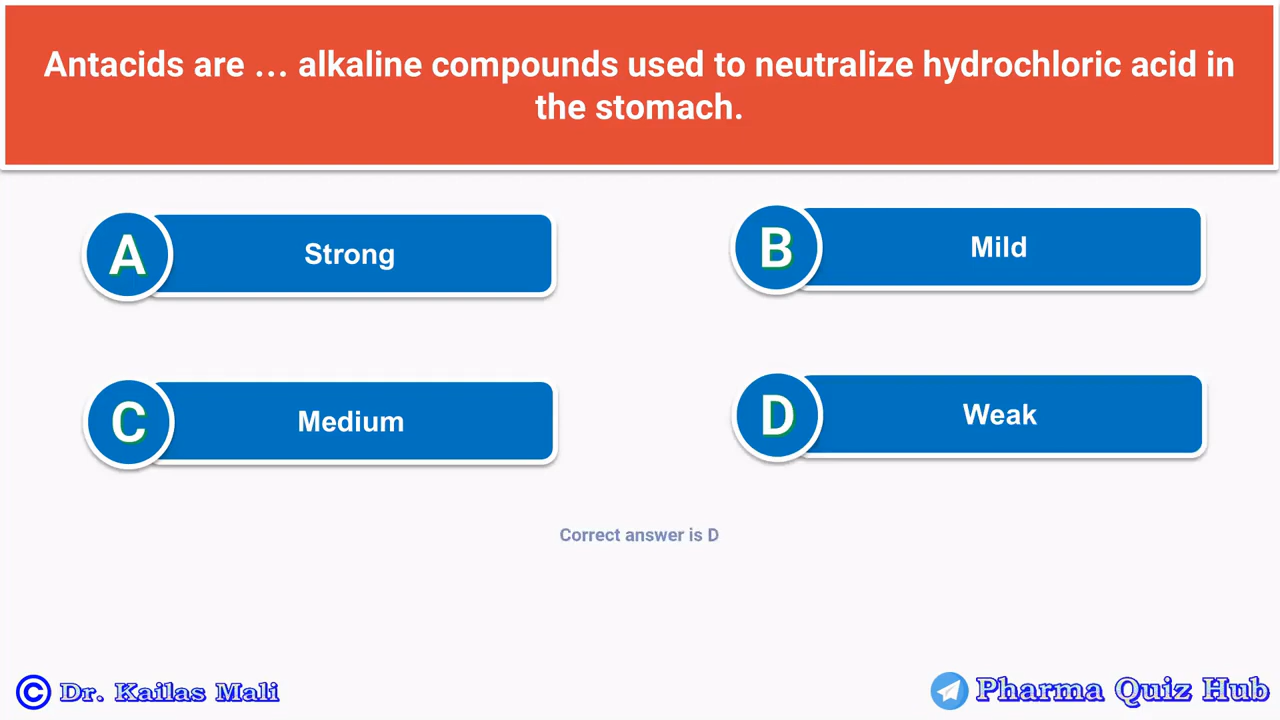 Antacids are ... alkaline compounds used to neutralize hydrochloric acid in
the stomach.
A
Strong
B
Mild
C
Medium
D
Weak
Correct answer is D
© Dr. Kailas Mali
Pharma Quiz Hub